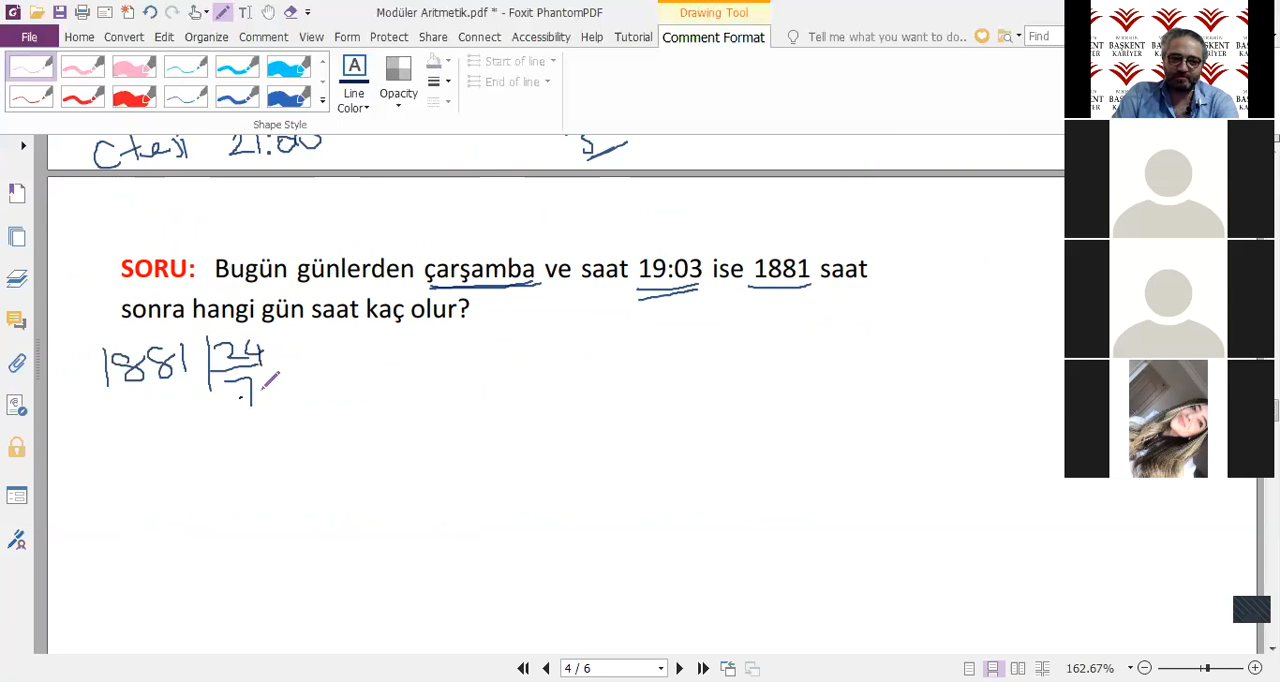 Modüler Aritmetik.pdf * - Foxit PhantomPDF
Drawing Tool
File Home Convert Edit Organize Comment View Form Protect Share Connect Accessibility Help Tutorial Comment Format Tell me what you want to do.. Find
Line Color
Opacity
Start of line
End of line
Shape Style
Ctesi 21:00
5
SORU: Bugün günlerden çarşamba ve saat 19:03 ise 1881 saat
sonra hangi gün saat kaç olur?
1881 24
7
4 / 6
162.67%
BAŞKENT
KARİYER